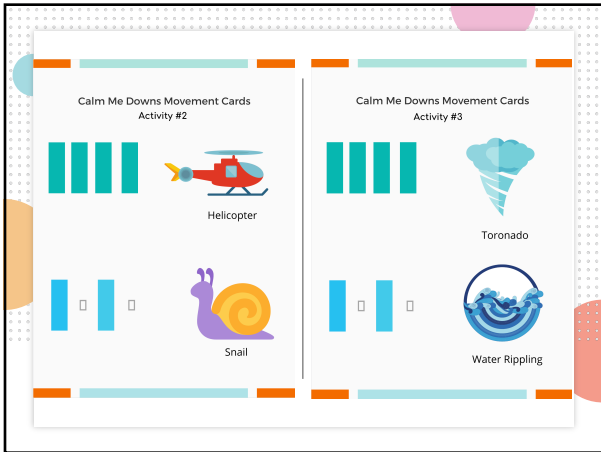 Calm Me Downs Movement Cards
Activity #2
Helicopter
Snail
Calm Me Downs Movement Cards
Activity #3
Toronado
Water Rippling